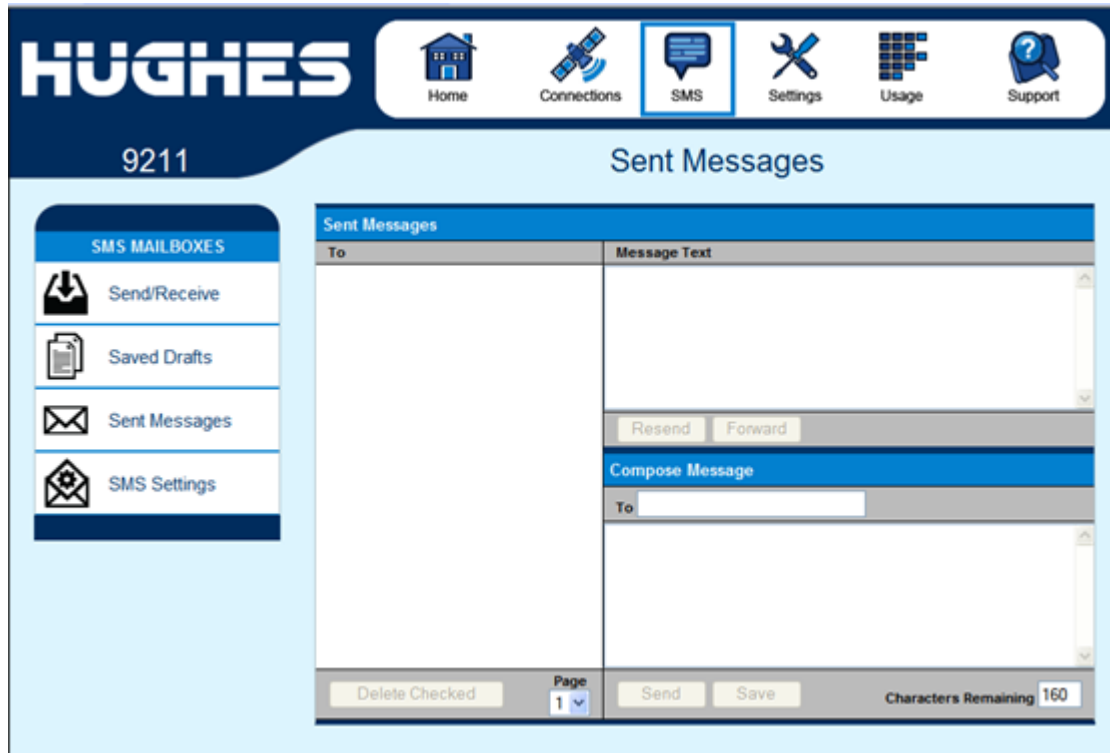 HUGHES
Home Connections SMS Settings Usage Support
9211
Sent Messages
SMS MAILBOXES
Send/Receive
Saved Drafts
Sent Messages
SMS Settings
Sent Messages
To
Message Text
Resend Forward
Compose Message
To
Delete Checked
Page
1
Send Save
Characters Remaining 160